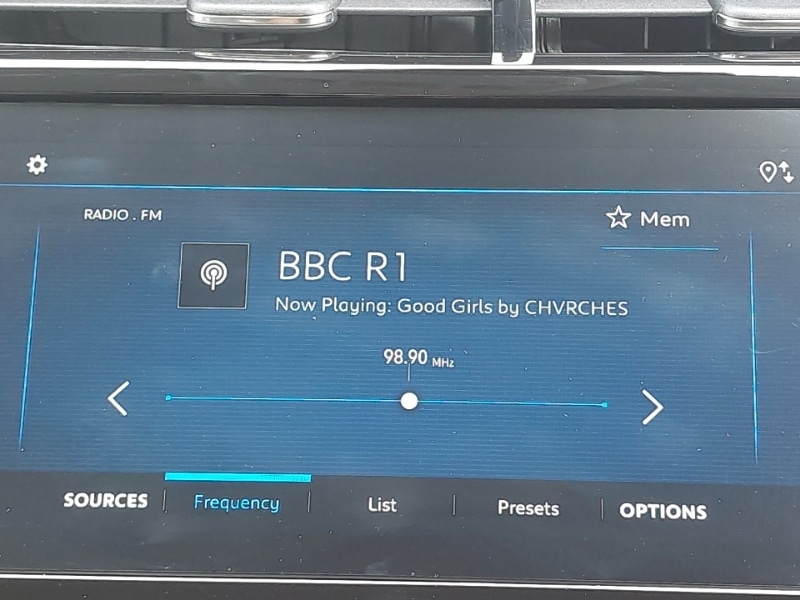 RADIO . FM
Mem
BBC R1
Now Playing: Good Girls by CHVRCHES
98.90 MHz
SOURCES Frequency List Presets OPTIONS